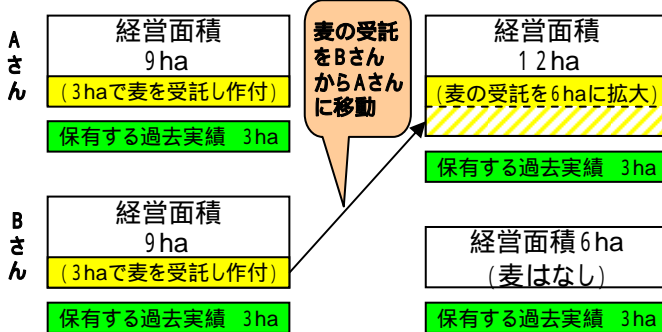 Aさん
経営面積
9ha
(3haで麦を受託し作付)
保有する過去実績 3ha
麦の受託
をBさん
からAさん
に移動
経営面積
12ha
(麦の受託を6haに拡大)
保有する過去実績 3ha
Bさん
経営面積
9ha
(3haで麦を受託し作付)
保有する過去実績 3ha
経営面積6ha
(麦はなし)
保有する過去実績 3ha